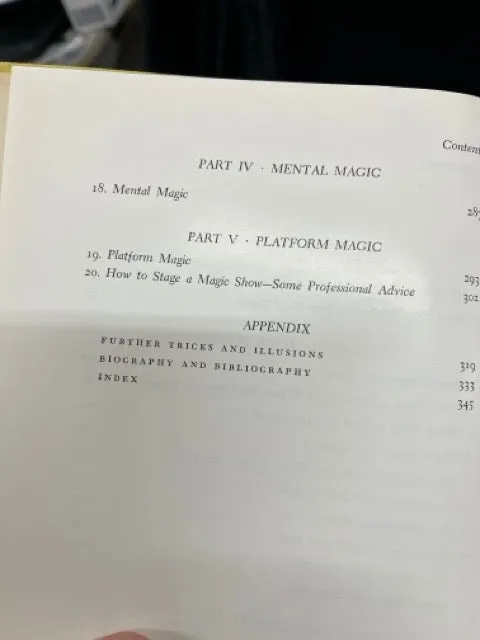 Conten
PART IV · MENTAL MAGIC
18. Mental Magic
28
PART V · PLATFORM MAGIC
19. Platform Magic 293
20. How to Stage a Magic Show—Some Professional Advice 302
APPENDIX
FURTHER TRICKS AND ILLUSIONS 319
BIOGRAPHY AND BIBLIOGRAPHY 333
INDEX 345